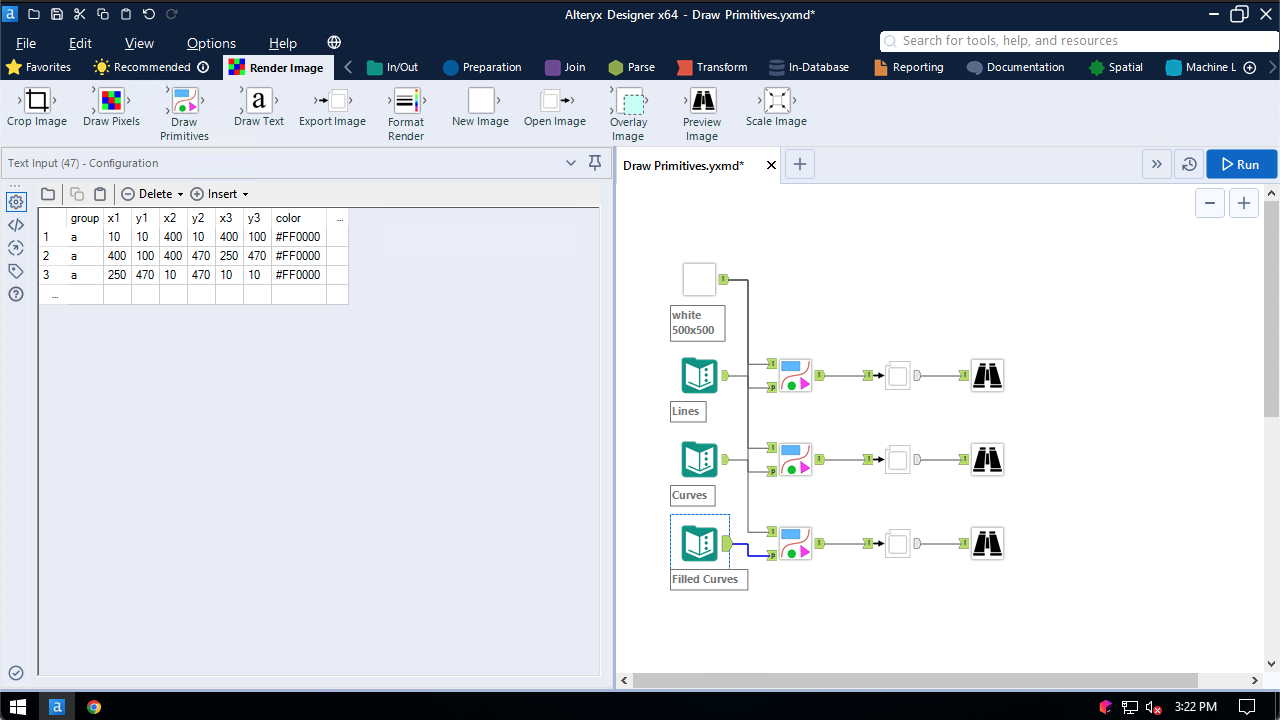 Alteryx Designer x64 - Draw Primitives.yxmd*
File Edit View Options Help
Search for tools, help, and resources
Favorites Recommended Render Image In/Out Preparation Join Parse Transform In-Database Reporting Documentation Spatial Machine L
Crop Image Draw Pixels Draw Primitives Draw Text Export Image Format Render New Image Open Image Overlay Image Preview Image Scale Image
Text Input (47) - Configuration
Draw Primitives.yxmd*
Run
Delete Insert
group x1 y1 x2 y2 x3 y3 color ...
1 a 10 10 400 10 400 100 #FF0000
2 a 400 100 400 470 250 470 #FF0000
3 a 250 470 10 470 10 10 #FF0000
...
white
500x500
Lines
Curves
Filled Curves
3:22 PM